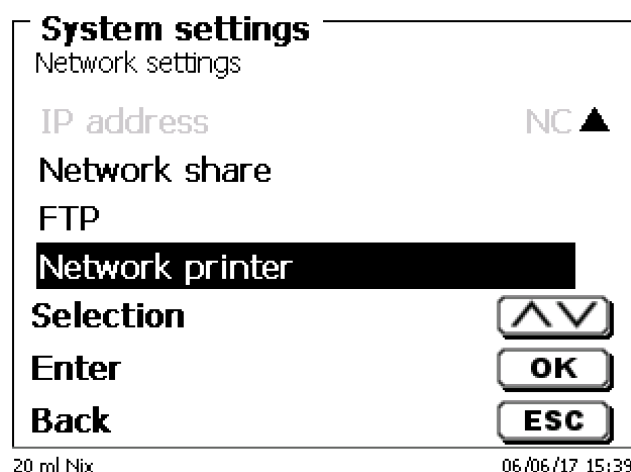 System settings
Network settings
IP address NC▲
Network share
FTP
Network printer
Selection
Enter OK
Back ESC
20 ml Nix 06/06/17 15:39